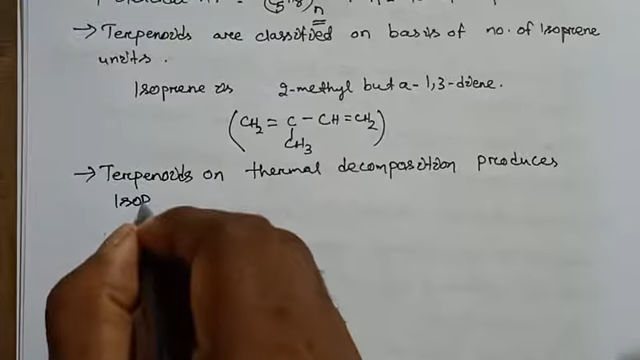 (C5H8)n
→ Terpenoids are classified on basis of no. of Isoprene
units.
Isoprene is 2-methyl buta-1,3-diene.
(CH2 = C - CH = CH2)
CH3
→ Terpenoids on thermal decomposition produces
Isop